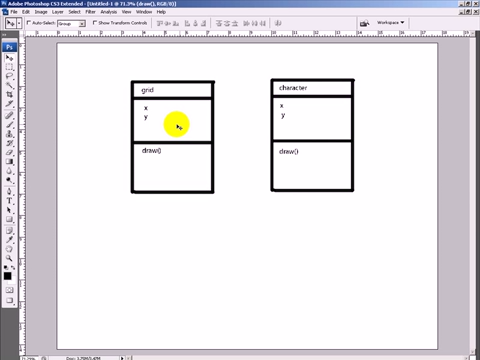 Adobe Photoshop CS3 Extended - [Untitled-1 @ 71.3% (draw(), RGB/8)]
File Edit Image Layer Select Filter Analysis View Window Help
Auto-Select: Group Show Transform Controls Workspace
Ps
grid
character
x
y
x
y
draw()
draw()